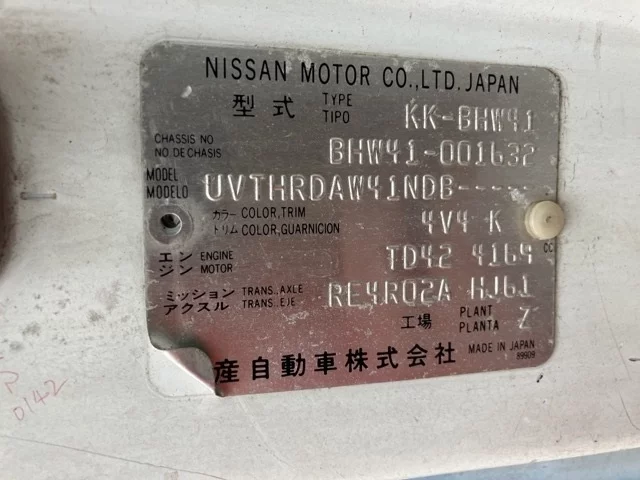 NISSAN MOTOR CO.,LTD. JAPAN
型式 TYPE TIPO KK-BHW41
CHASSIS NO NO.DE CHASIS BHW41-001632
MODEL MODELO UVTHRDAW41NDB-----
カラー COLOR,TRIM トリム COLOR,GUARNICION 4V4 K
エンジン ENGINE MOTOR TD42 4169 cc
ミッション アクスル TRANS.,AXLE TRANS.,EJE RE4R02A HJ61
工場 PLANT PLANTA Z
産自動車株式会社 MADE IN JAPAN
89909
0142